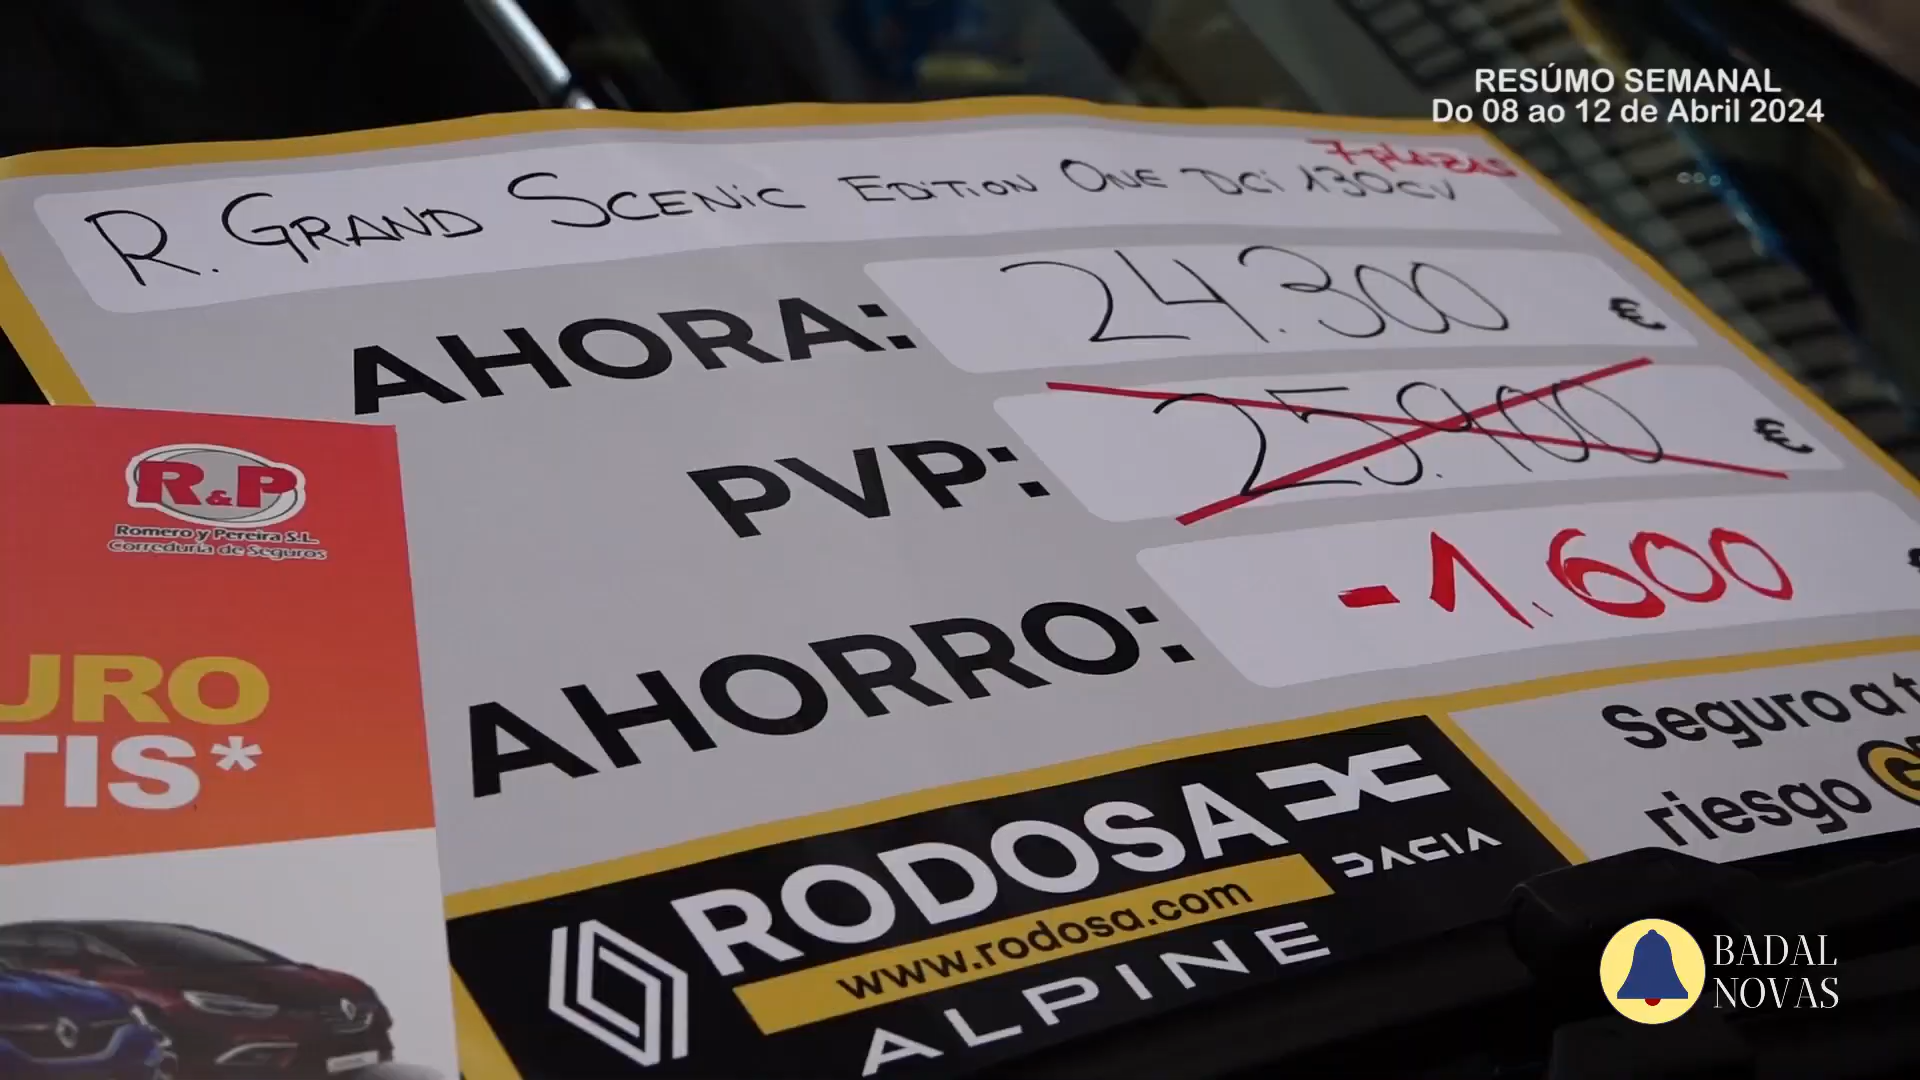 RESÚMO SEMANAL
Do 08 ao 12 de Abril 2024
7 PLAZAS
R. GRAND SCENIC EDITION ONE DCi 130CV
AHORA: 24.300 €
PVP: 25.900 €
AHORRO: -1.600
R&P
Romero y Pereira S.L.
Correduría de Seguros
URO
TIS*
Seguro a t
riesgo G
RODOSA
DACIA
www.rodosa.com
ALPINE
BADAL
NOVAS